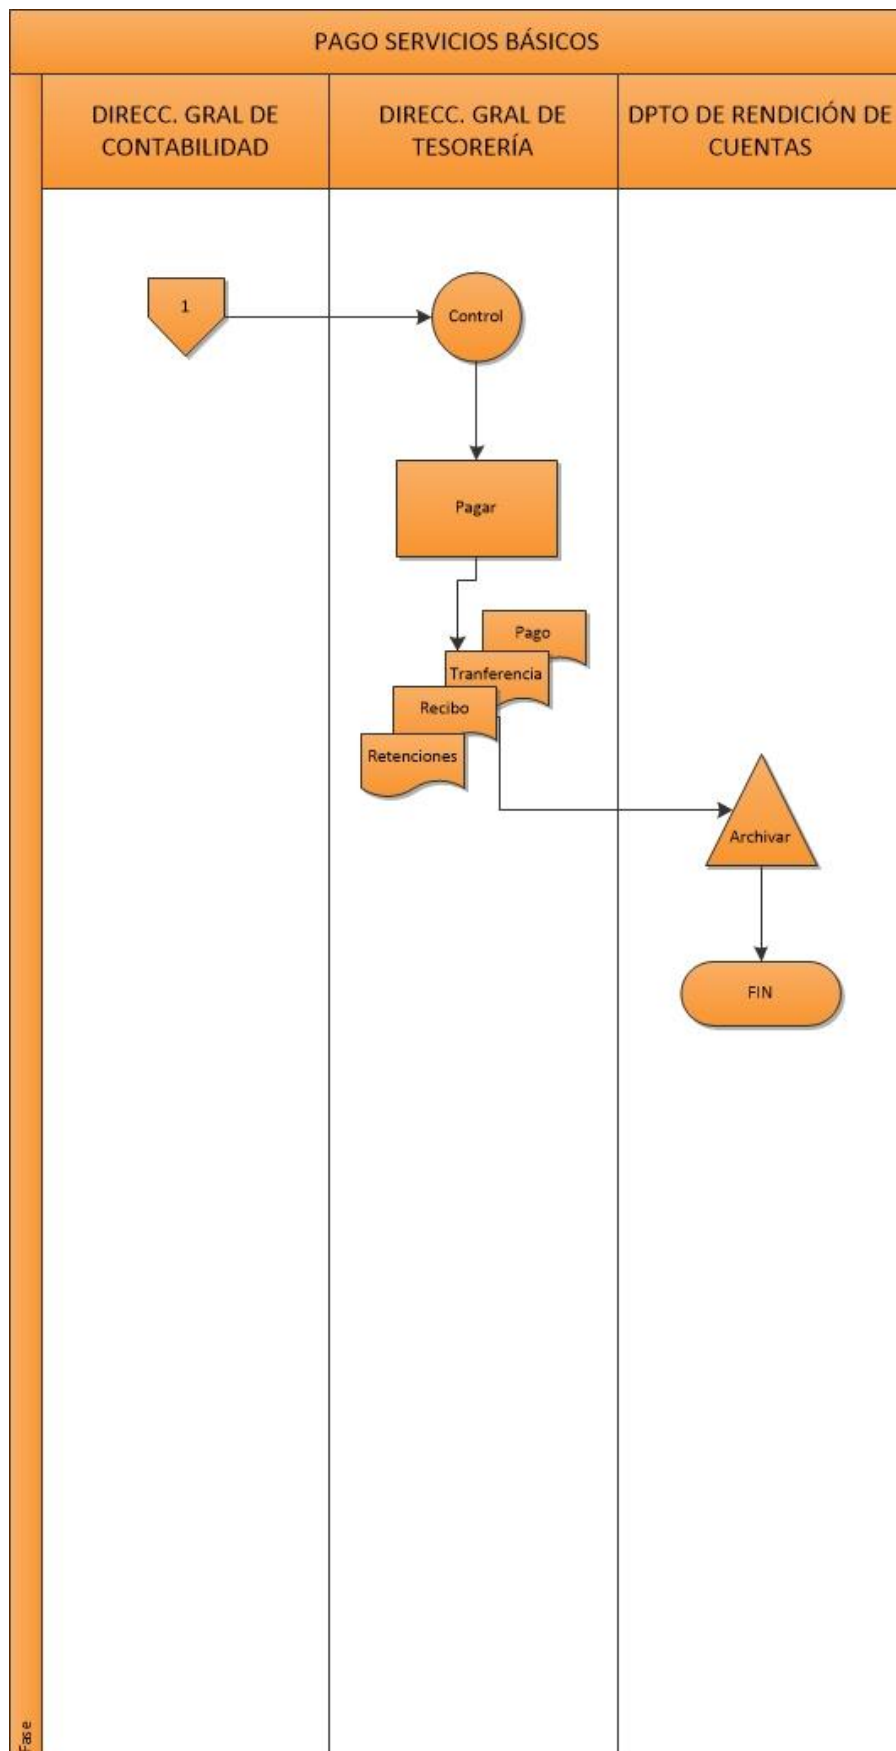 PAGO SERVICIOS BÁSICOS
DIRECC. GRAL DE
CONTABILIDAD
DIRECC. GRAL DE
TESORERÍA
DPTO DE RENDICIÓN DE
CUENTAS
1
Control
Pagar
Pago
Tranferencia
Recibo
Retenciones
Archivar
FIN
Fase